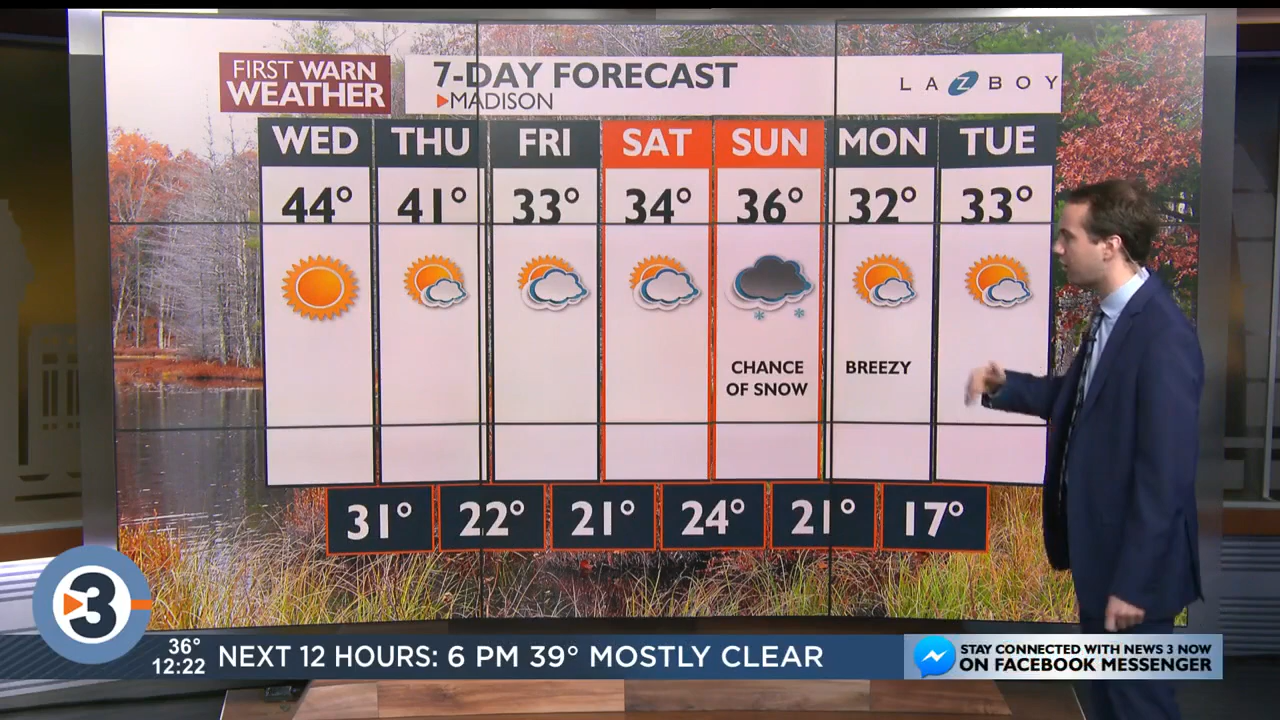 FIRST WARN
WEATHER
7-DAY FORECAST
MADISON
LAZBOY
WED THU FRI SAT SUN MON TUE
44° 41° 33° 34° 36° 32° 33°
CHANCE
OF SNOW
BREEZY
31° 22° 21° 24° 21° 17°
3
36°
12:22
NEXT 12 HOURS: 6 PM 39° MOSTLY CLEAR
STAY CONNECTED WITH NEWS 3 NOW
ON FACEBOOK MESSENGER